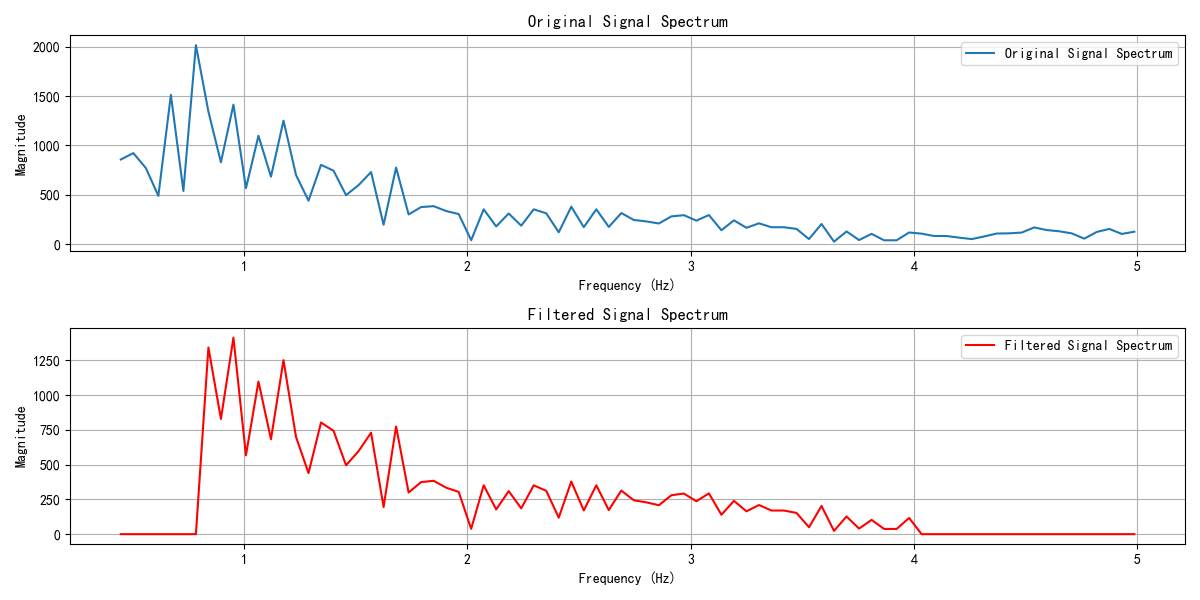 Original Signal Spectrum
2000
1500
1000
500
0
Magnitude
Original Signal Spectrum
1 2 3 4 5
Frequency (Hz)
Filtered Signal Spectrum
1250
1000
750
500
250
0
Magnitude
Filtered Signal Spectrum
1 2 3 4 5
Frequency (Hz)